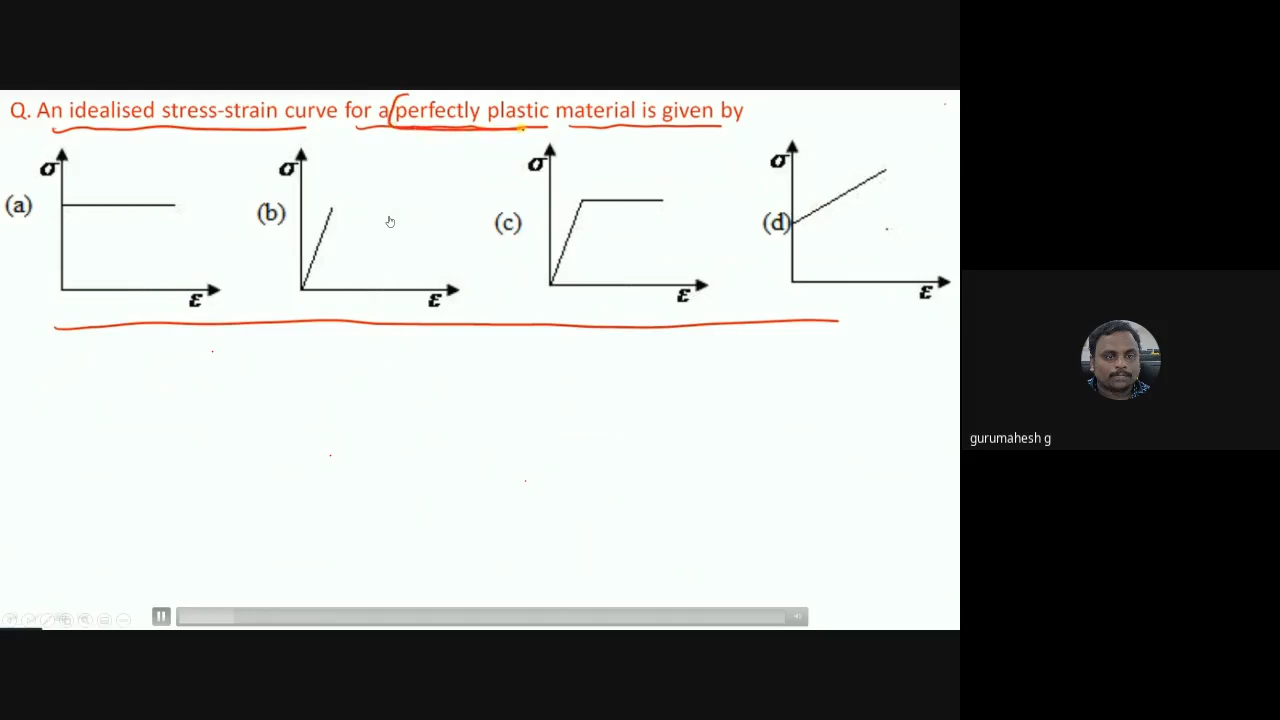 Q. An idealised stress-strain curve for a perfectly plastic material is given by
σ
σ
σ
σ
(a)
(b)
(c)
(d)
ε
ε
ε
ε
gurumahesh g